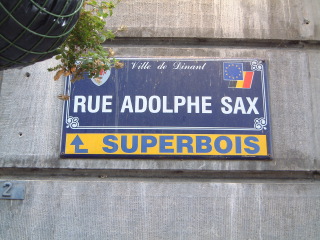 Ville de Dinant
RUE ADOLPHE SAX
SUPERBOIS
2